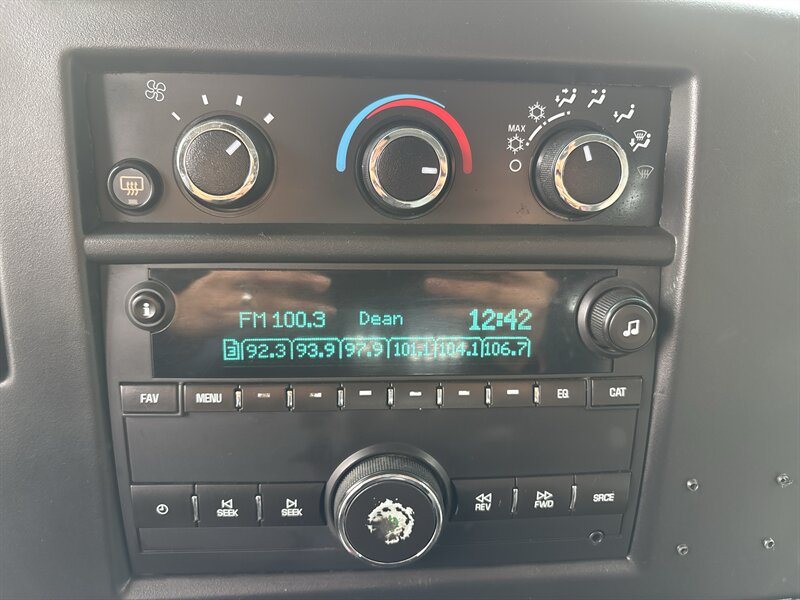 MAX
FM 100.3 Dean 12:42
3 92.3 93.9 97.9 101.1 104.1 106.7
FAV MENU EQ CAT
SEEK SEEK REV FWD SRCE